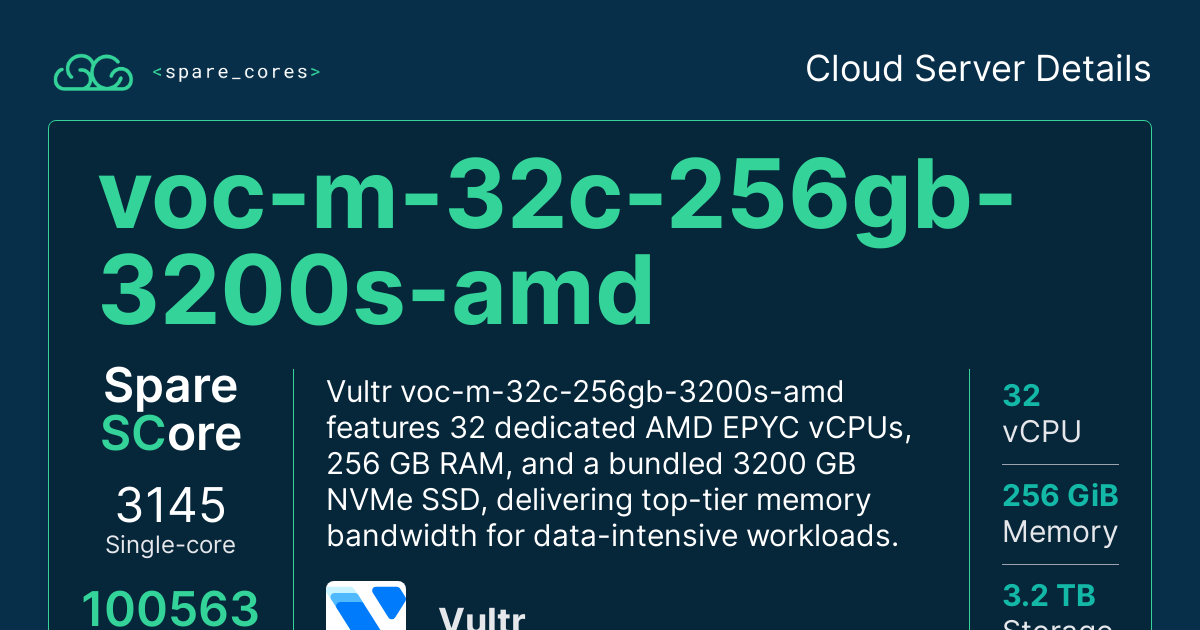 <spare_cores>
Cloud Server Details
voc-m-32c-256gb-
3200s-amd
Spare
SCore
3145
Single-core
100563
Vultr voc-m-32c-256gb-3200s-amd
features 32 dedicated AMD EPYC vCPUs,
256 GB RAM, and a bundled 3200 GB
NVMe SSD, delivering top-tier memory
bandwidth for data-intensive workloads.
Vultr
32
vCPU
256 GiB
Memory
3.2 TB
Storage